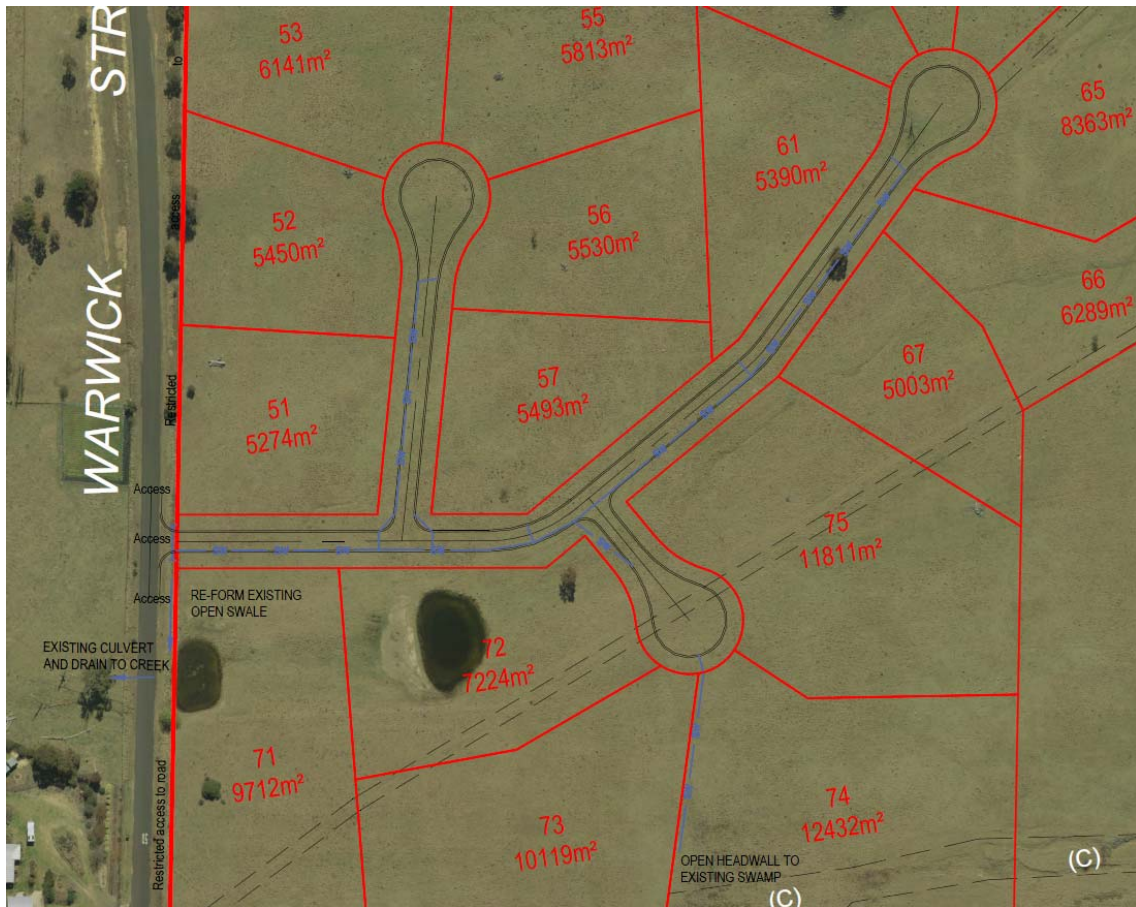 WARWICK STR
53
6141m²
55
5813m²
65
8363m²
61
5390m²
52
5450m²
56
5530m²
66
6289m²
67
5003m²
57
5493m²
51
5274m²
to
access
Restricted
Access
Access
Access
75
11811m²
RE-FORM EXISTING
OPEN SWALE
EXISTING CULVERT
AND DRAIN TO CREEK
72
7224m²
71
9712m²
Restricted access to road
73
10119m²
74
12432m²
OPEN HEADWALL TO
EXISTING SWAMP
(C)
(C)